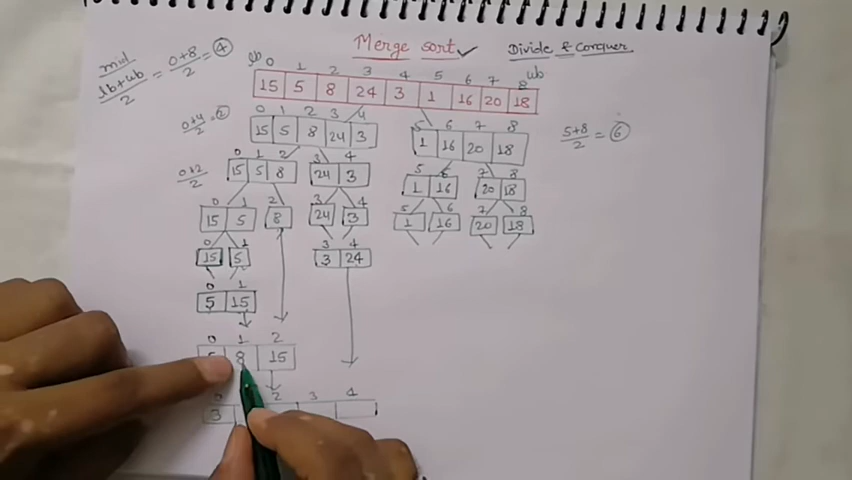 Merge sort ✓ Divide & Conquer
mid
lb+ub / 2 = 0+8 / 2 = 4
lb ub
0 1 2 3 4 5 6 7 8
15 5 8 24 3 1 16 20 18
0+4 / 2 = 2
0 1 2 3 4
15 5 8 24 3
5 6 7 8
1 16 20 18
5+8 / 2 = 6
0+2 / 2
0 1 2
15 5 8
3 4
24 3
5 6
1 16
7 8
20 18
0 1
15 5
2
8
3
24
4
3
5
1
6
16
7
20
8
18
0
15
1
5
3 4
3 24
0 1
5 15
0 1 2
5 8 15
2 3 4
3